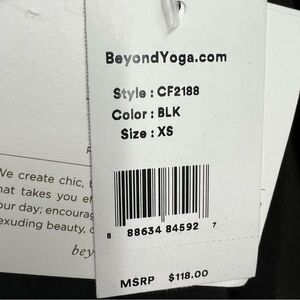 BeyondYoga.com
Style : CF2188
Color : BLK
Size : XS
8 88634 84592 7
MSRP $118.00
We create chic,
hat takes you ef
our day; encourag
exuding beauty,
bey